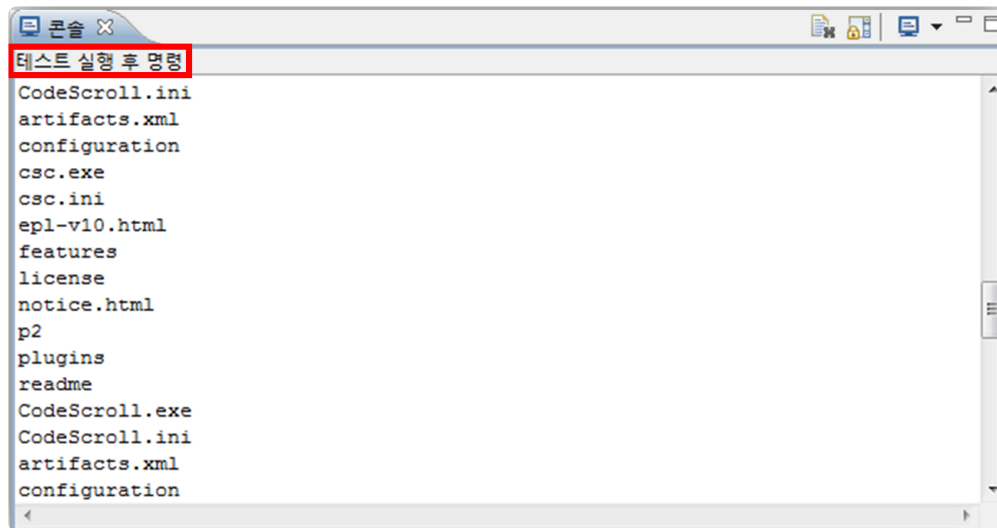 콘솔
테스트 실행 후 명령
CodeScroll.ini
artifacts.xml
configuration
csc.exe
csc.ini
epl-v10.html
features
license
notice.html
p2
plugins
readme
CodeScroll.exe
CodeScroll.ini
artifacts.xml
configuration